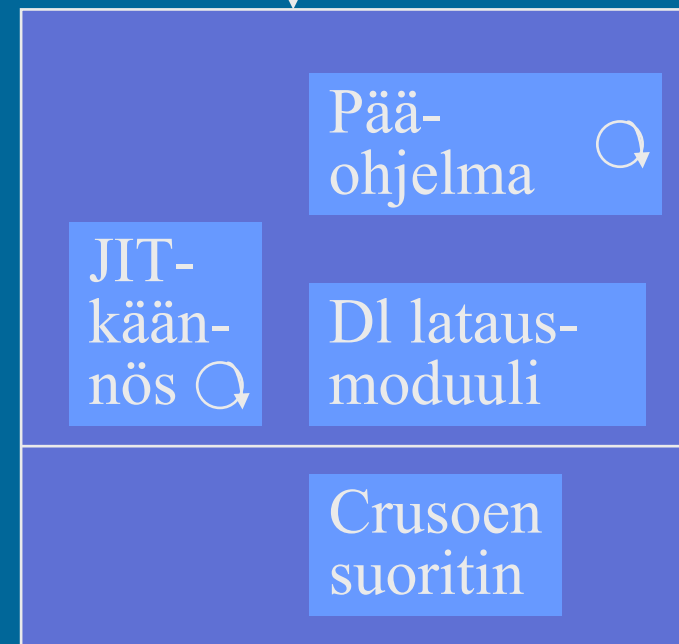 Pää-
ohjelma
JIT-
kään-
nös
Dl lataus-
moduuli
Crusoen
suoritin